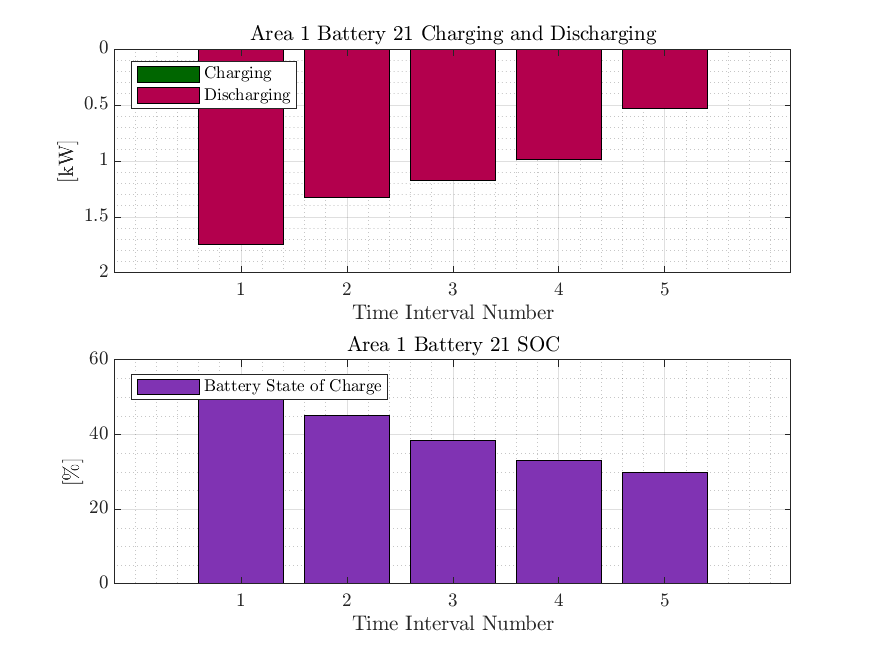 Area 1 Battery 21 Charging and Discharging
0
Charging
Discharging
0.5
1
1.5
2
[kW]
1 2 3 4 5
Time Interval Number
Area 1 Battery 21 SOC
60
Battery State of Charge
40
20
0
[%]
1 2 3 4 5
Time Interval Number